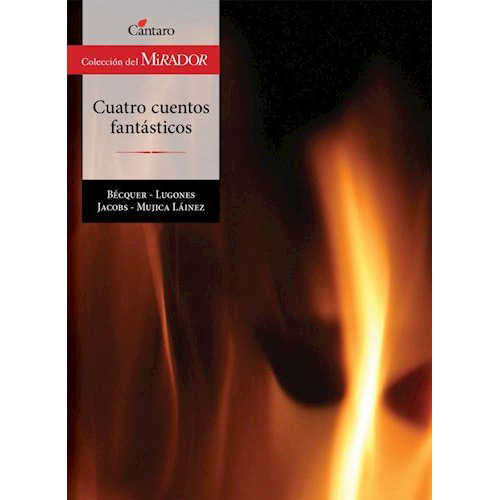 Cántaro
Colección del MiRADOR
Cuatro cuentos
fantásticos
BÉCQUER - LUGONES
JACOBS - MUJICA LÁINEZ